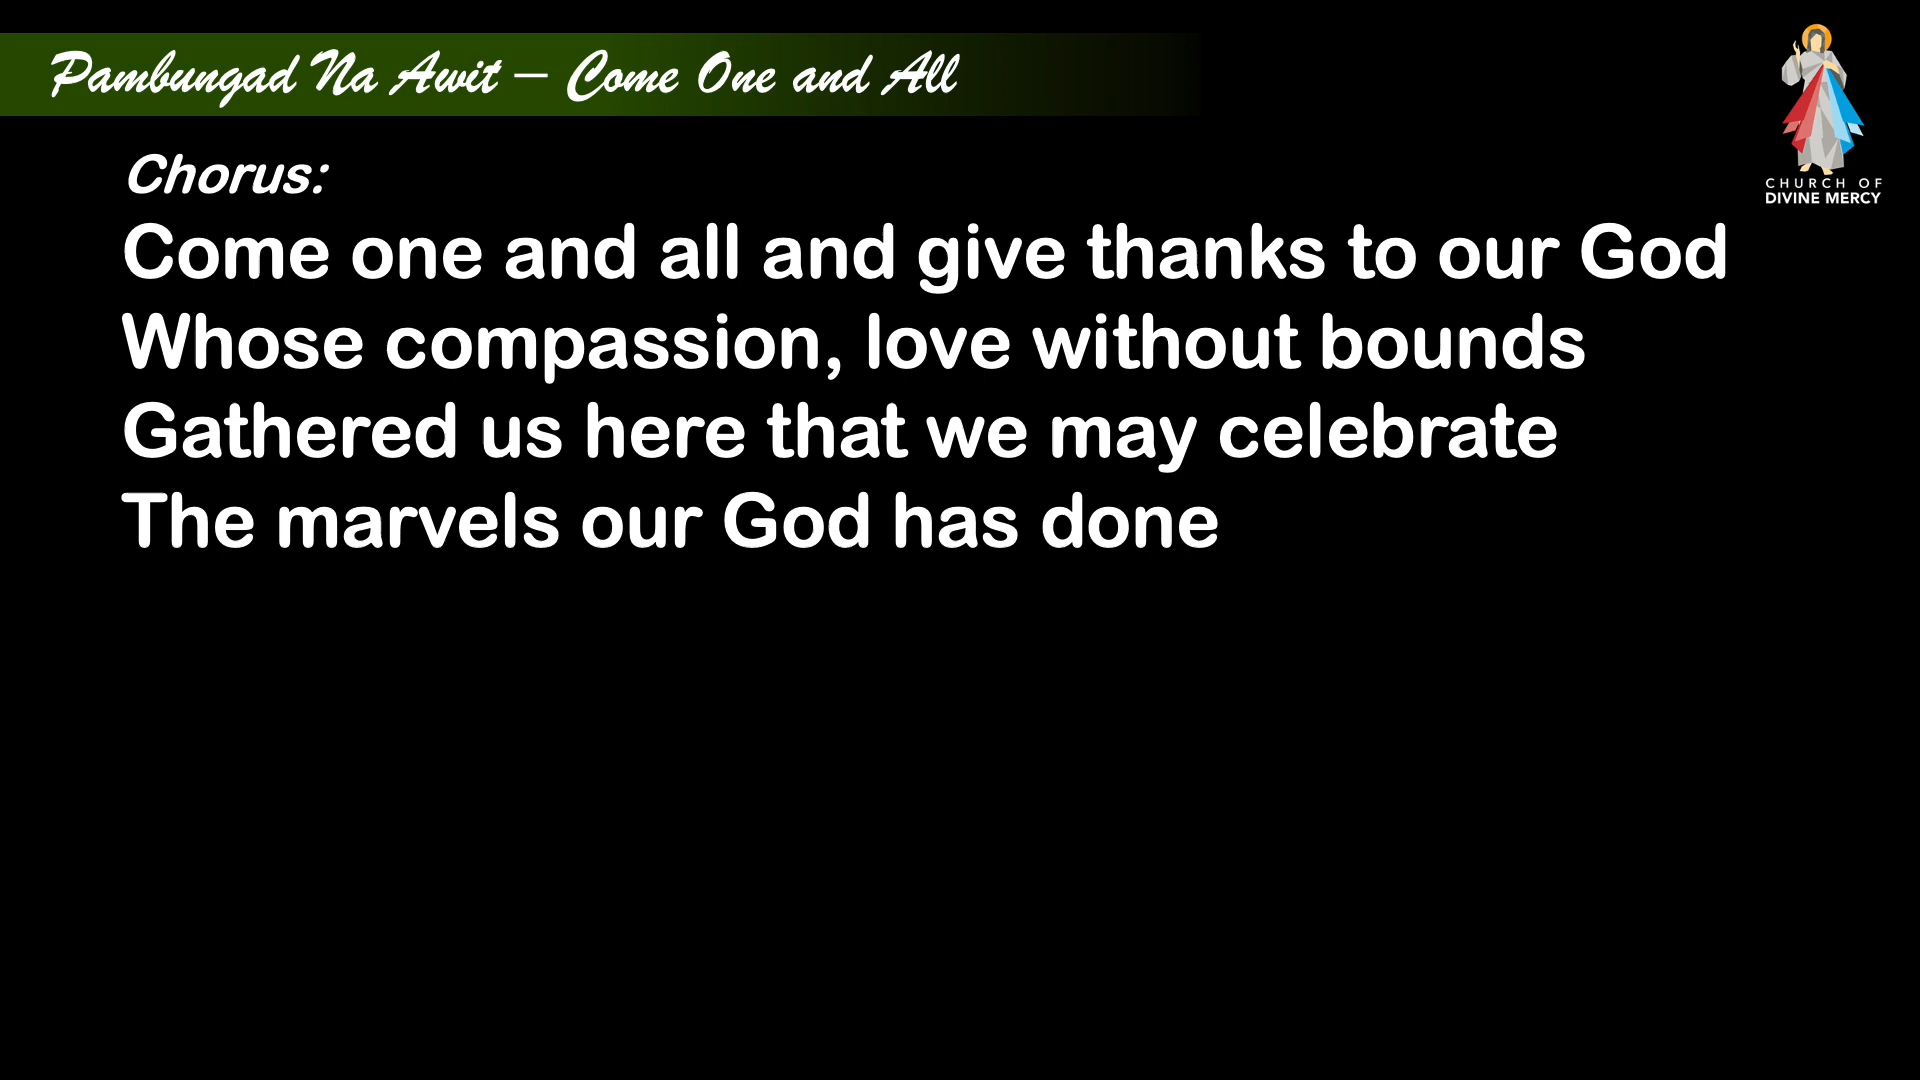 Pambungad Na Awit – Come One and All
CHURCH OF
DIVINE MERCY
Chorus:
Come one and all and give thanks to our God
Whose compassion, love without bounds
Gathered us here that we may celebrate
The marvels our God has done